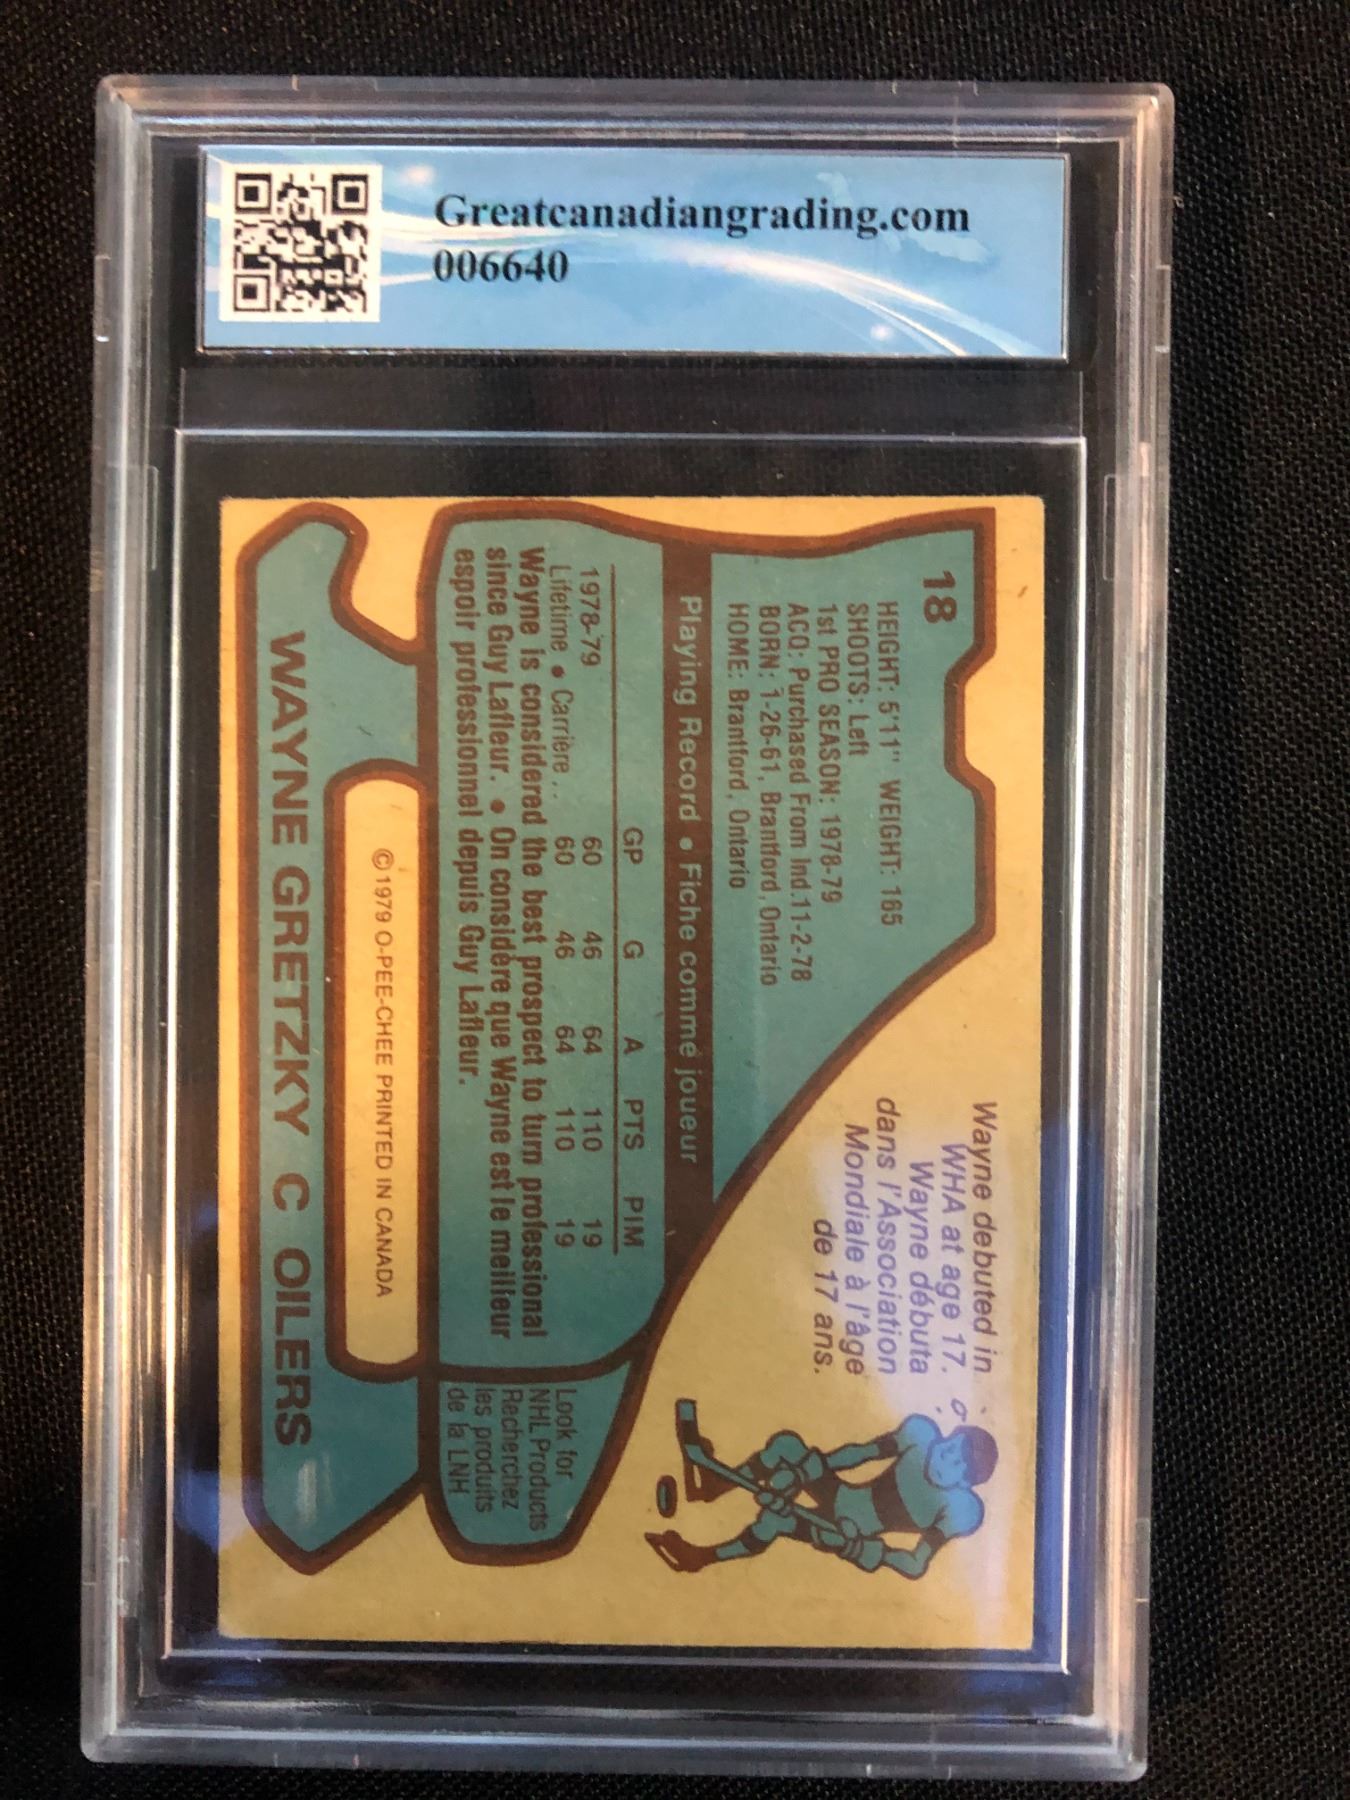 Greatcanadiangrading.com
006640
18
HEIGHT: 5'11" WEIGHT: 165
SHOOTS: Left
1st PRO SEASON: 1978-79
ACQ: Purchased From Ind.11-2-78
BORN: 1-26-61, Brantford, Ontario
HOME: Brantford, Ontario
Wayne debuted in
WHA at age 17.
Wayne débuta
dans l'Association
Mondiale à l'âge
de 17 ans.
Playing Record • Fiche comme joueur
GP G A PTS PIM
1978-79 60 46 64 110 19
Lifetime • Carrière... 60 46 64 110 19
Wayne is considered the best prospect to turn professional
since Guy Lafleur. • On considère que Wayne est le meilleur
espoir professionnel depuis Guy Lafleur.
Look for
NHL Products
Recherchez
les produits
de la LNH
©1979 O-PEE-CHEE PRINTED IN CANADA
WAYNE GRETZKY C OILERS